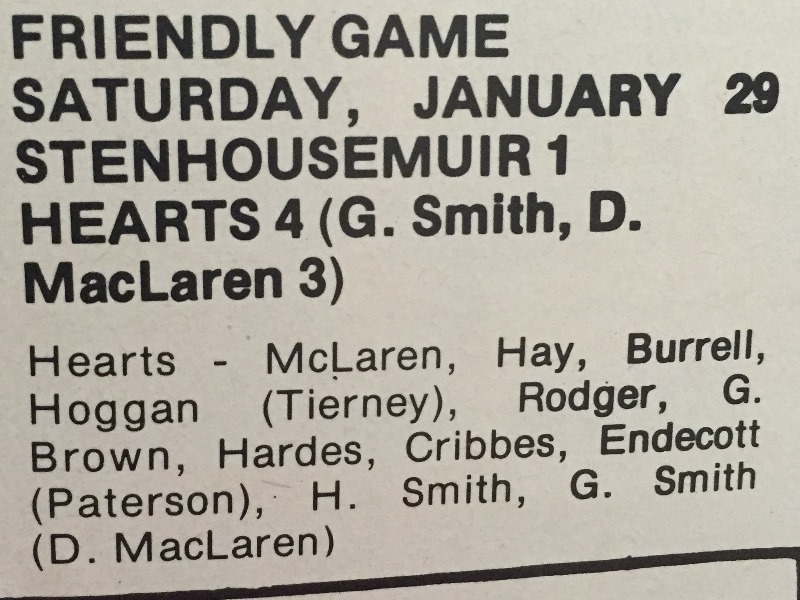 FRIENDLY GAME
SATURDAY, JANUARY 29
STENHOUSEMUIR 1
HEARTS 4 (G. Smith, D.
MacLaren 3)
Hearts - McLaren, Hay, Burrell,
Hoggan (Tierney), Rodger, G.
Brown, Hardes, Cribbes, Endecott
(Paterson), H. Smith, G. Smith
(D. MacLaren)